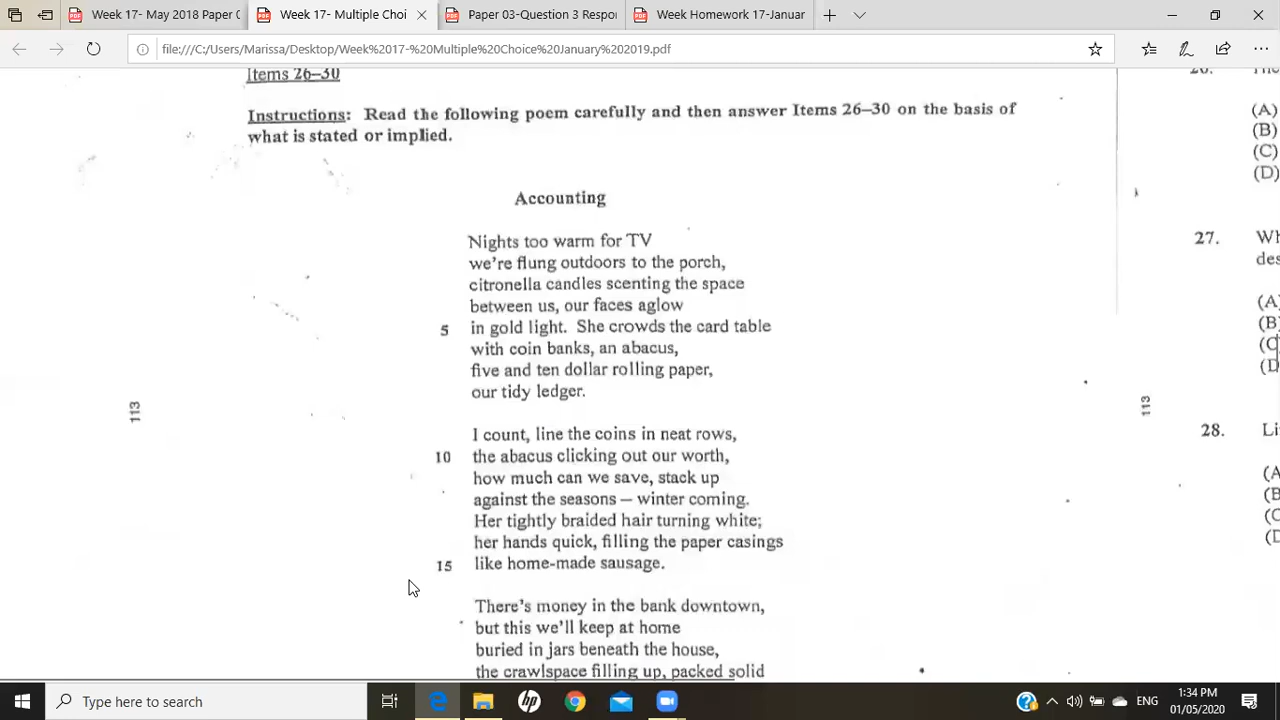 Week 17- May 2018 Paper C
Week 17- Multiple Choi
Paper 03-Question 3 Respon
Week Homework 17-Januar
file:///C:/Users/Marissa/Desktop/Week%2017-%20Multiple%20Choice%20January%202019.pdf
Items 26–30
Instructions: Read the following poem carefully and then answer Items 26–30 on the basis of
what is stated or implied.
Accounting
Nights too warm for TV
we're flung outdoors to the porch,
citronella candles scenting the space
between us, our faces aglow
5 in gold light. She crowds the card table
with coin banks, an abacus,
five and ten dollar rolling paper,
our tidy ledger.
I count, line the coins in neat rows,
10 the abacus clicking out our worth,
how much can we save, stack up
against the seasons – winter coming.
Her tightly braided hair turning white;
her hands quick, filling the paper casings
15 like home-made sausage.
There's money in the bank downtown,
but this we'll keep at home
buried in jars beneath the house,
the crawlspace filling up, packed solid
113
(A)
(B)
(C)
(D)
27. Wh
des
(A)
(B)
(C)
(D
113
28. Li
(A
(B
(C
(D
Type here to search
hp
ENG
1:34 PM
01/05/2020